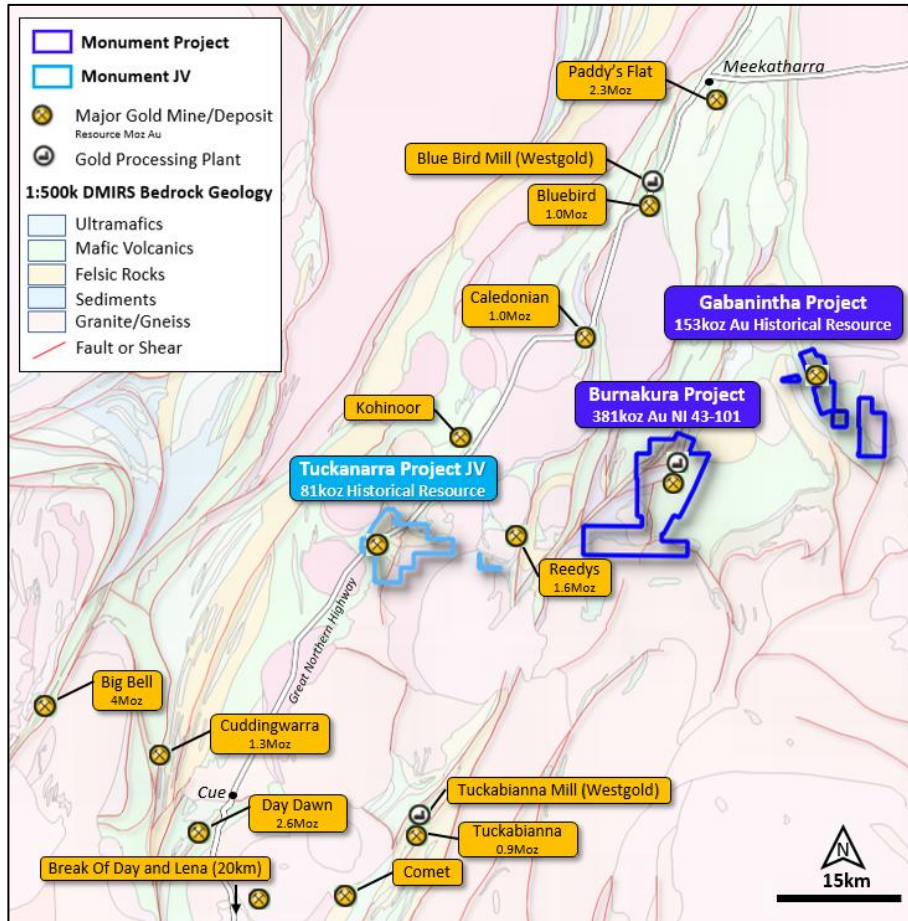 Monument Project
Monument JV
Major Gold Mine/Deposit
Resource Moz Au
Gold Processing Plant
1:500k DMIRS Bedrock Geology
Ultramafics
Mafic Volcanics
Felsic Rocks
Sediments
Granite/Gneiss
Fault or Shear
Meekatharra
Paddy's Flat
2.3Moz
Blue Bird Mill (Westgold)
Bluebird
1.0Moz
Caledonian
1.0Moz
Gabanintha Project
153koz Au Historical Resource
Burnakura Project
381koz Au NI 43-101
Kohinoor
Tuckanarra Project JV
81koz Historical Resource
Reedys
1.6Moz
Great Northern Highway
Big Bell
4Moz
Cuddingwarra
1.3Moz
Cue
Day Dawn
2.6Moz
Tuckabianna Mill (Westgold)
Tuckabianna
0.9Moz
Break Of Day and Lena (20km)
Comet
N
15km